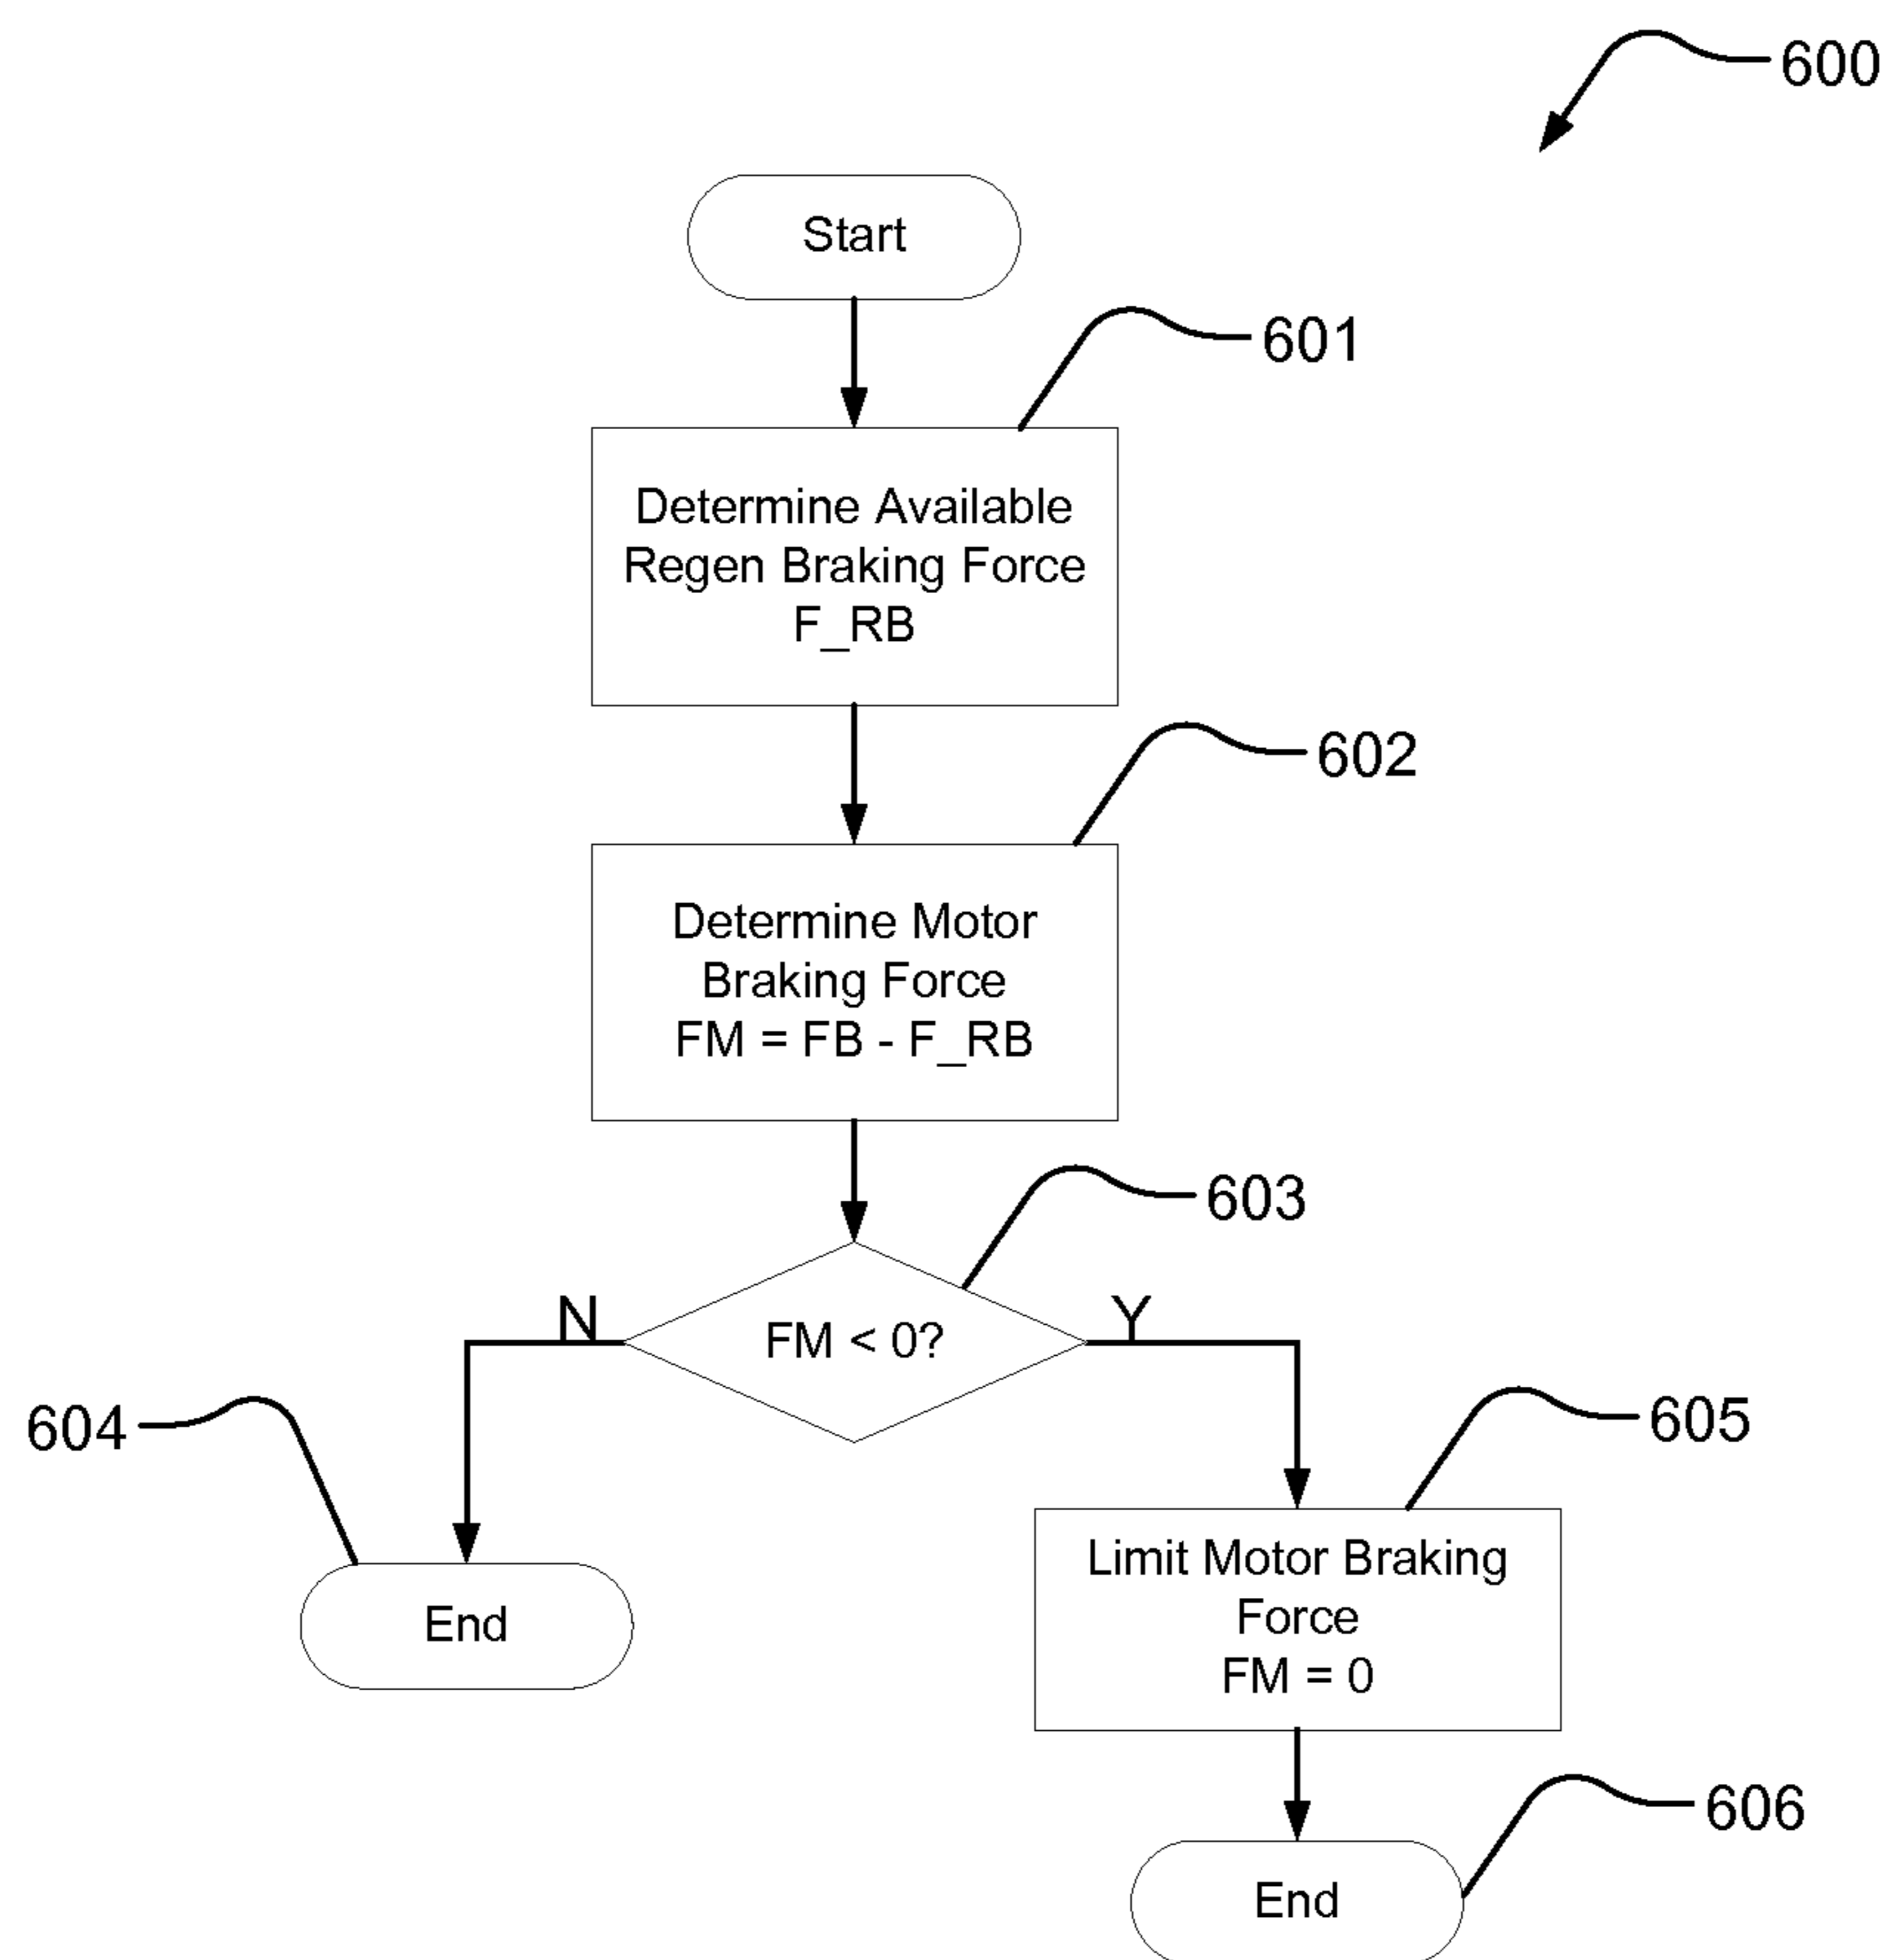 600
Start
601
Determine Available
Regen Braking Force
F_RB
602
Determine Motor
Braking Force
FM = FB - F_RB
603
N
Y
FM < 0?
604
605
End
Limit Motor Braking
Force
FM = 0
606
End